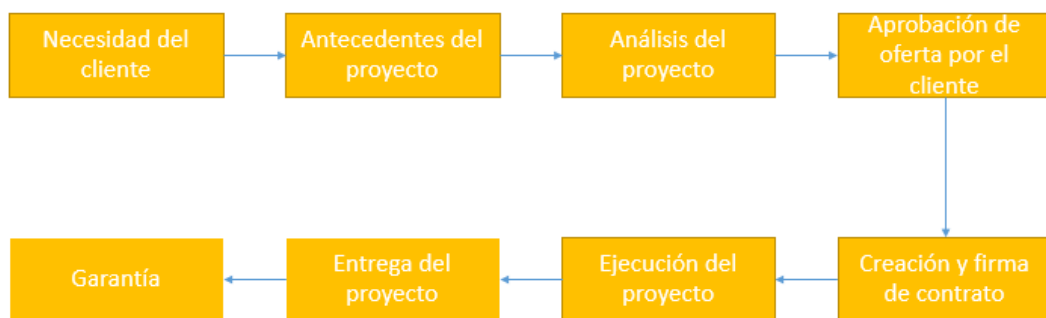 Necesidad del
cliente
Antecedentes del
proyecto
Análisis del
proyecto
Aprobación de
oferta por el
cliente
Creación y firma
de contrato
Ejecución del
proyecto
Entrega del
proyecto
Garantía